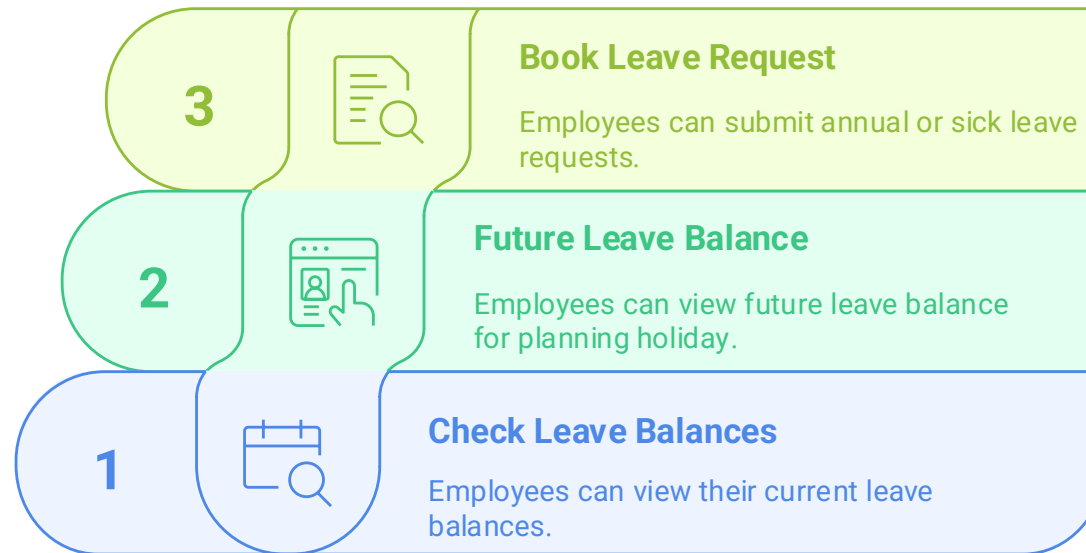 3
Book Leave Request
Employees can submit annual or sick leave
requests.
2
Future Leave Balance
Employees can view future leave balance
for planning holiday.
1
Check Leave Balances
Employees can view their current leave
balances.